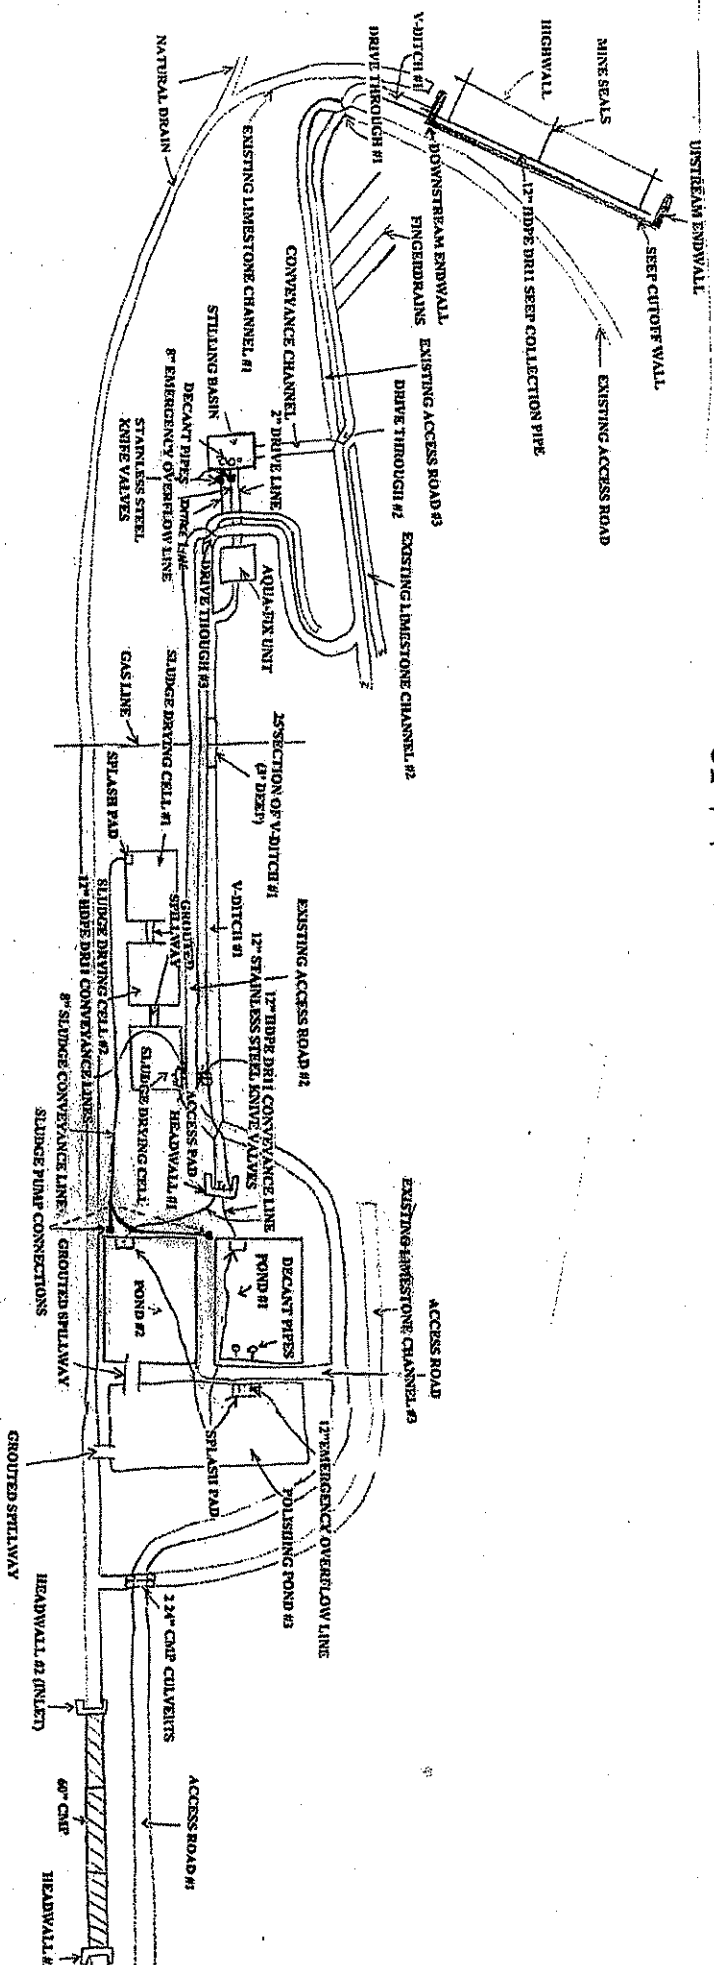 UPSTREAM ENDWALL
MINE SEALS
HIGHWALL
SEEP CUTOFF WALL
EXISTING ACCESS ROAD
12" HDPE DR11 SEEP COLLECTION PIPE
V-DITCH #1
DRIVE THROUGH #1
DOWNSTREAM ENDWALL
FINGERDRAINS
NATURAL DRAIN
EXISTING LIMESTONE CHANNEL #1
CONVEYANCE CHANNEL
EXISTING ACCESS ROAD #3
DRIVE THROUGH #2
EXISTING LIMESTONE CHANNEL #2
STILLING BASIN
2" DRIVE LINE
DECANT PIPES
8" EMERGENCY OVERFLOW LINE
STAINLESS STEEL
KNIFE VALVES
AQUA-FIX UNIT
DRIVE THOUGH #3
GAS LINE
SLUDGE DRYING CELL #1
SPLASH PAD
25' SECTION OF V-DITCH #1
(3' DEEP)
V-DITCH #1
EXISTING ACCESS ROAD #2
GROUTED
SPILLWAY
12" HDPE DR11 CONVEYANCE LINE
12" STAINLESS STEEL KNIVE VALVES
SLUDGE DRYING CELL #2
12" HDPE DR11 CONVEYANCE LINES
8" SLUDGE CONVEYANCE LINE
SLUDGE PUMP CONNECTIONS
SLUDGE DRYING CELL
ACCESS PAD
HEADWALL #1
DECANT PIPES
POND #1
POND #2
GROUTED SPILLWAY
EXISTING LIMESTONE CHANNEL #3
ACCESS ROAD
12" EMERGENCY OVERFLOW LINE
SPLASH PAD
POLISHING POND #3
GROUTED SPILLWAY
2 24" CMP CULVERTS
HEADWALL #2 (INLET)
ACCESS ROAD #1
60" CMP
HEADWALL #